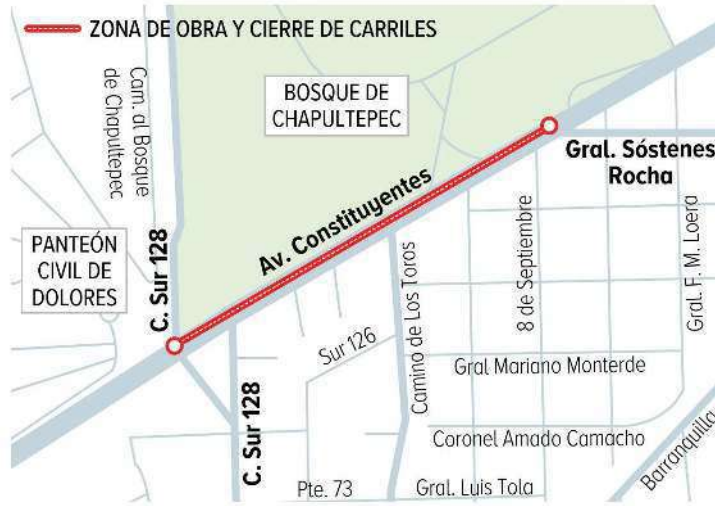 ZONA DE OBRA Y CIERRE DE CARRILES
Cam. al Bosque
de Chapultepec
BOSQUE DE
CHAPULTEPEC
Gral. Sóstenes
Rocha
Av. Constituyentes
PANTEÓN
CIVIL DE
DOLORES
C. Sur 128
8 de Septiembre
Gral. F. M. Loera
Camino de Los Toros
Sur 126
Gral Mariano Monterde
C. Sur 128
Coronel Amado Camacho
Barranquilla
Pte. 73
Gral. Luis Tola